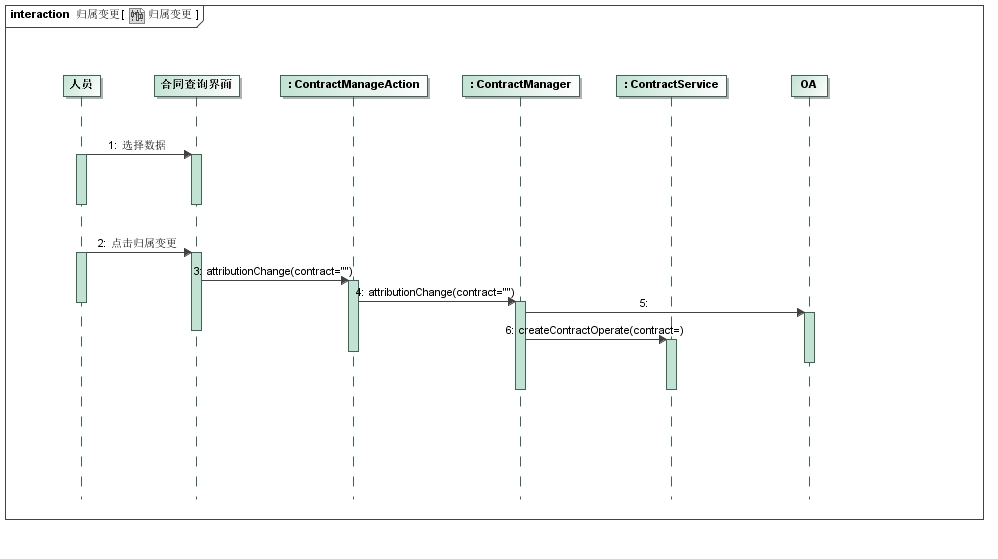 interaction 归属变更[ 归属变更 ]
人员
合同查询界面
: ContractManageAction
: ContractManager
: ContractService
OA
1: 选择数据
2: 点击归属变更
3: attributionChange(contract="")
4: attributionChange(contract="")
5:
6: createContractOperate(contract=)